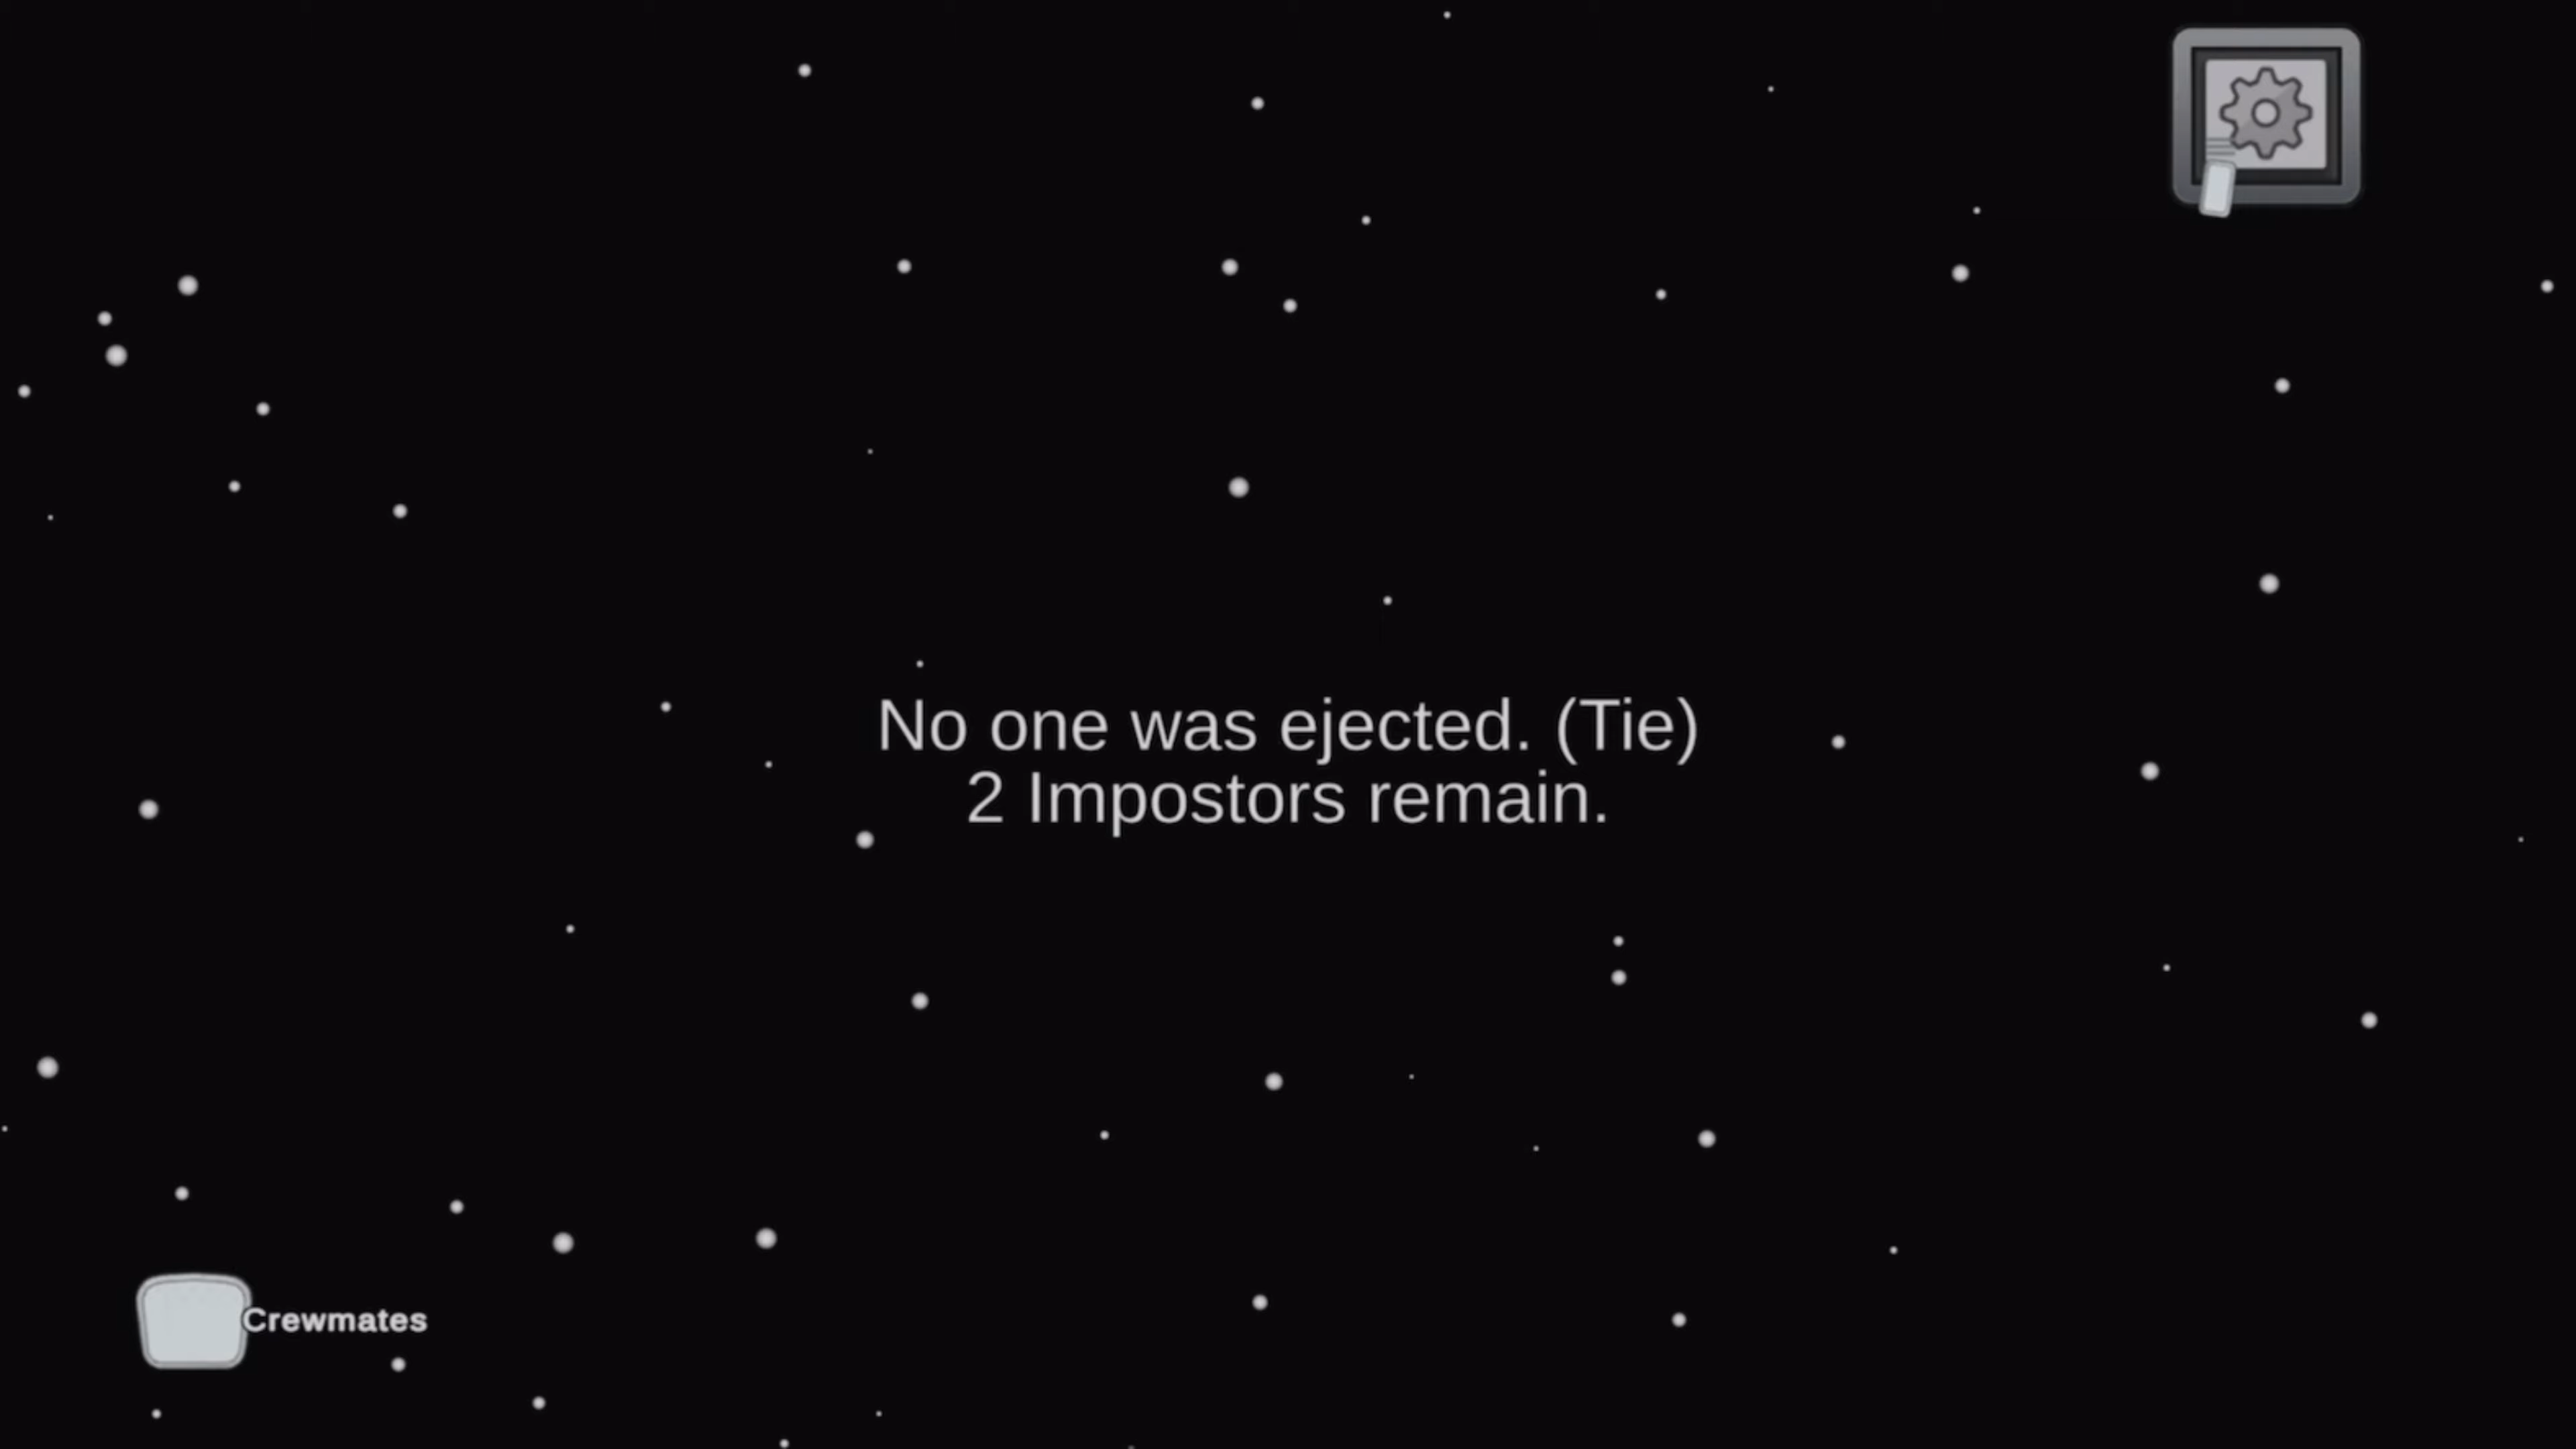 No one was ejected. (Tie)
2 Impostors remain.
Crewmates